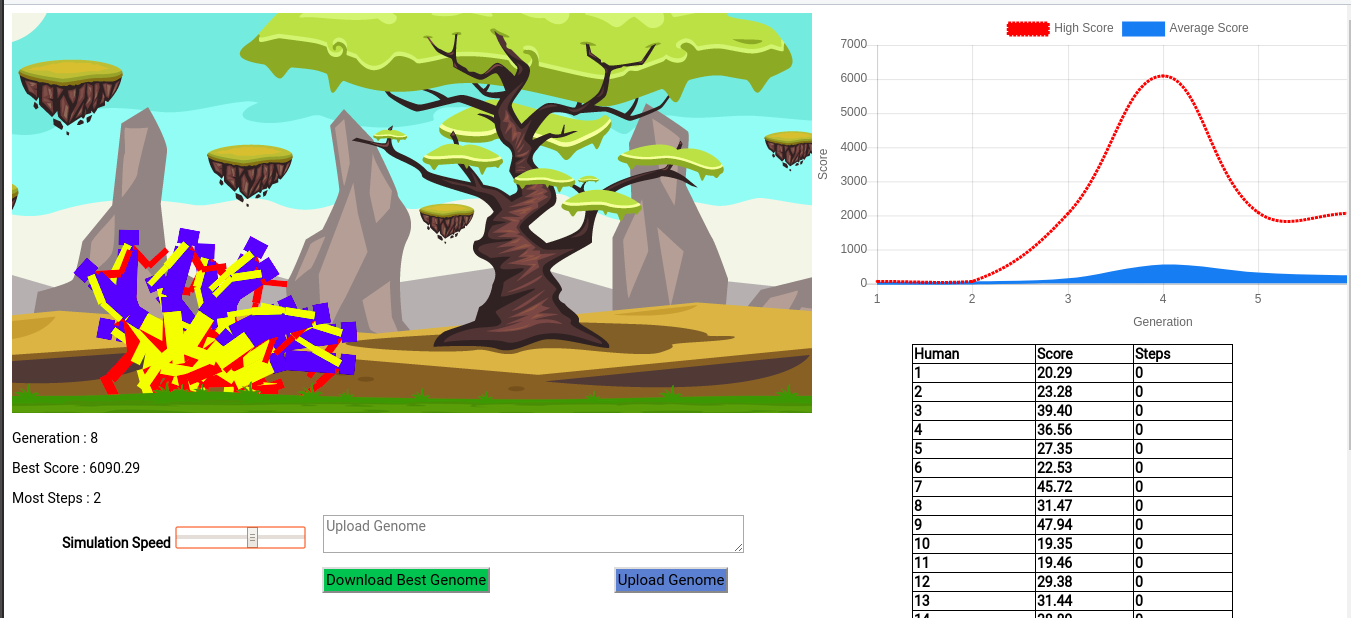 High Score Average Score
7000
6000
5000
4000
3000
2000
1000
0
Score
1 2 3 4 5
Generation
Generation : 8
Best Score : 6090.29
Most Steps : 2
Simulation Speed
Upload Genome
Download Best Genome Upload Genome
Human Score Steps
1 20.29 0
2 23.28 0
3 39.40 0
4 36.56 0
5 27.35 0
6 22.53 0
7 45.72 0
8 31.47 0
9 47.94 0
10 19.35 0
11 19.46 0
12 29.38 0
13 31.44 0